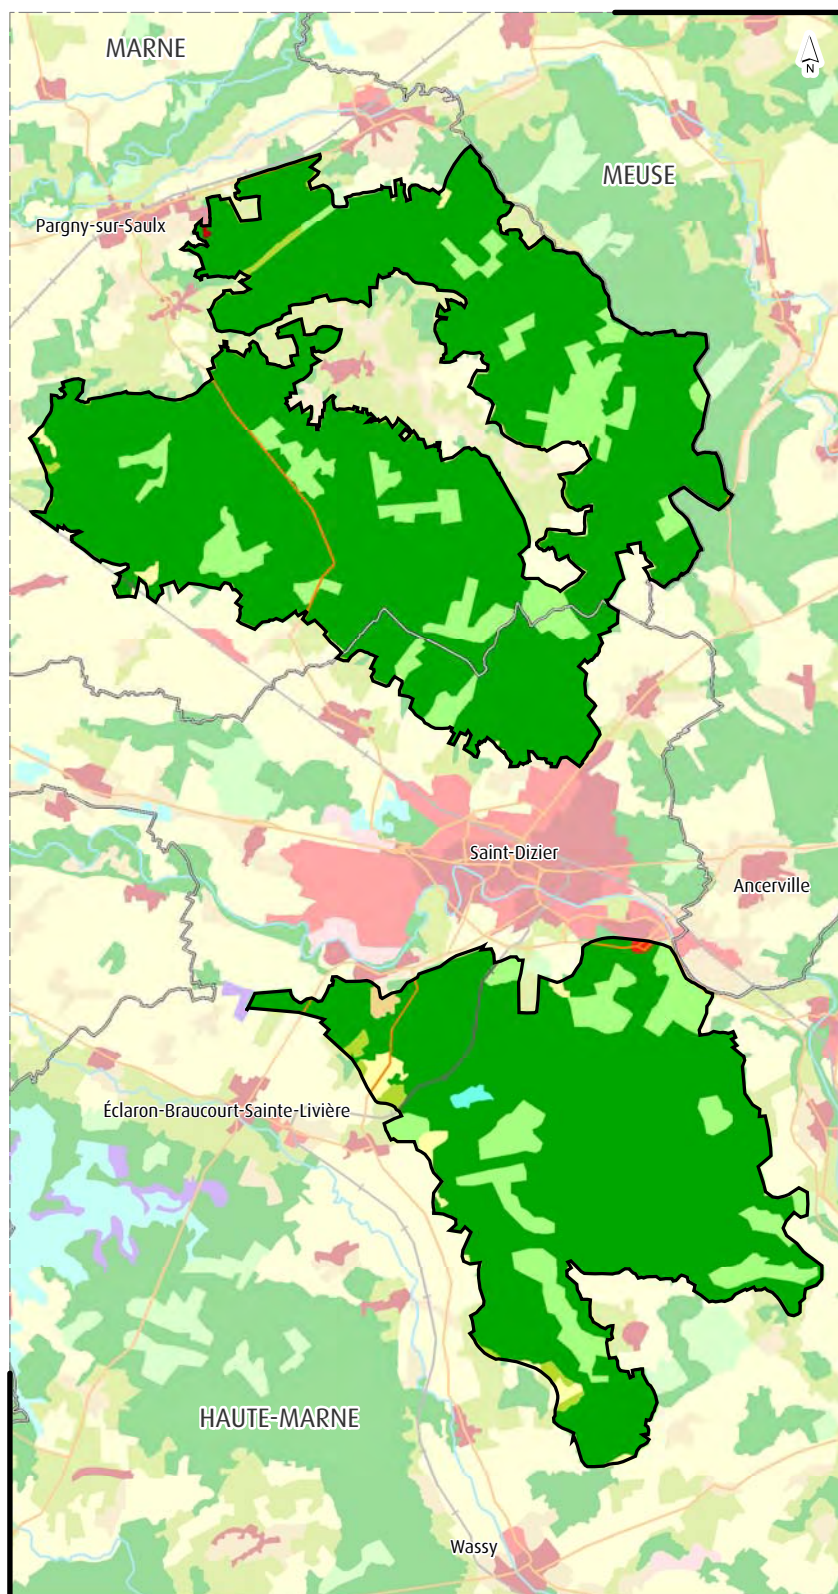 MARNE
N
MEUSE
Pargny-sur-Saulx
Saint-Dizier
Ancerville
Éclaron-Braucourt-Sainte-Livière
HAUTE-MARNE
Wassy